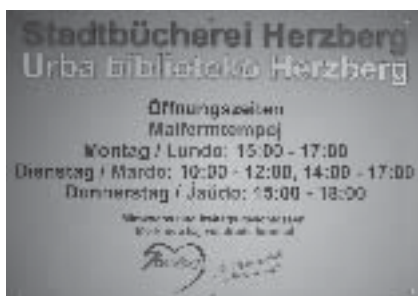 Stadtbücherei Herzberg
Urba biblioteko Herzberg
Öffnungszeiten
Malfermtempoj
Montag / Lundo: 15:00 - 17:00
Dienstag / Mardo: 10:00 - 12:00, 14:00 - 17:00
Donnerstag / Ĵaŭdo: 15:00 - 18:00